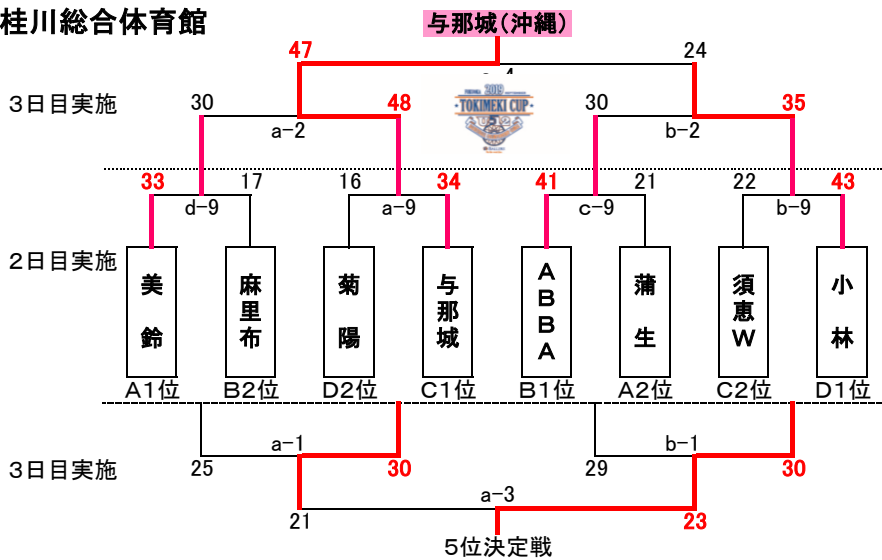 桂川総合体育館
与那城(沖縄)
47
24
3日目実施
30
48
2019
TOKIMEKI CUP
30
35
a-2
b-2
33
17
16
34
41
21
22
43
d-9
a-9
c-9
b-9
2日目実施
美鈴
麻里布
菊陽
与那城
ABBA
蒲生
須恵W
小林
A1位
B2位
D2位
C1位
B1位
A2位
C2位
D1位
a-1
b-1
3日目実施
25
30
29
30
a-3
21
23
5位決定戦